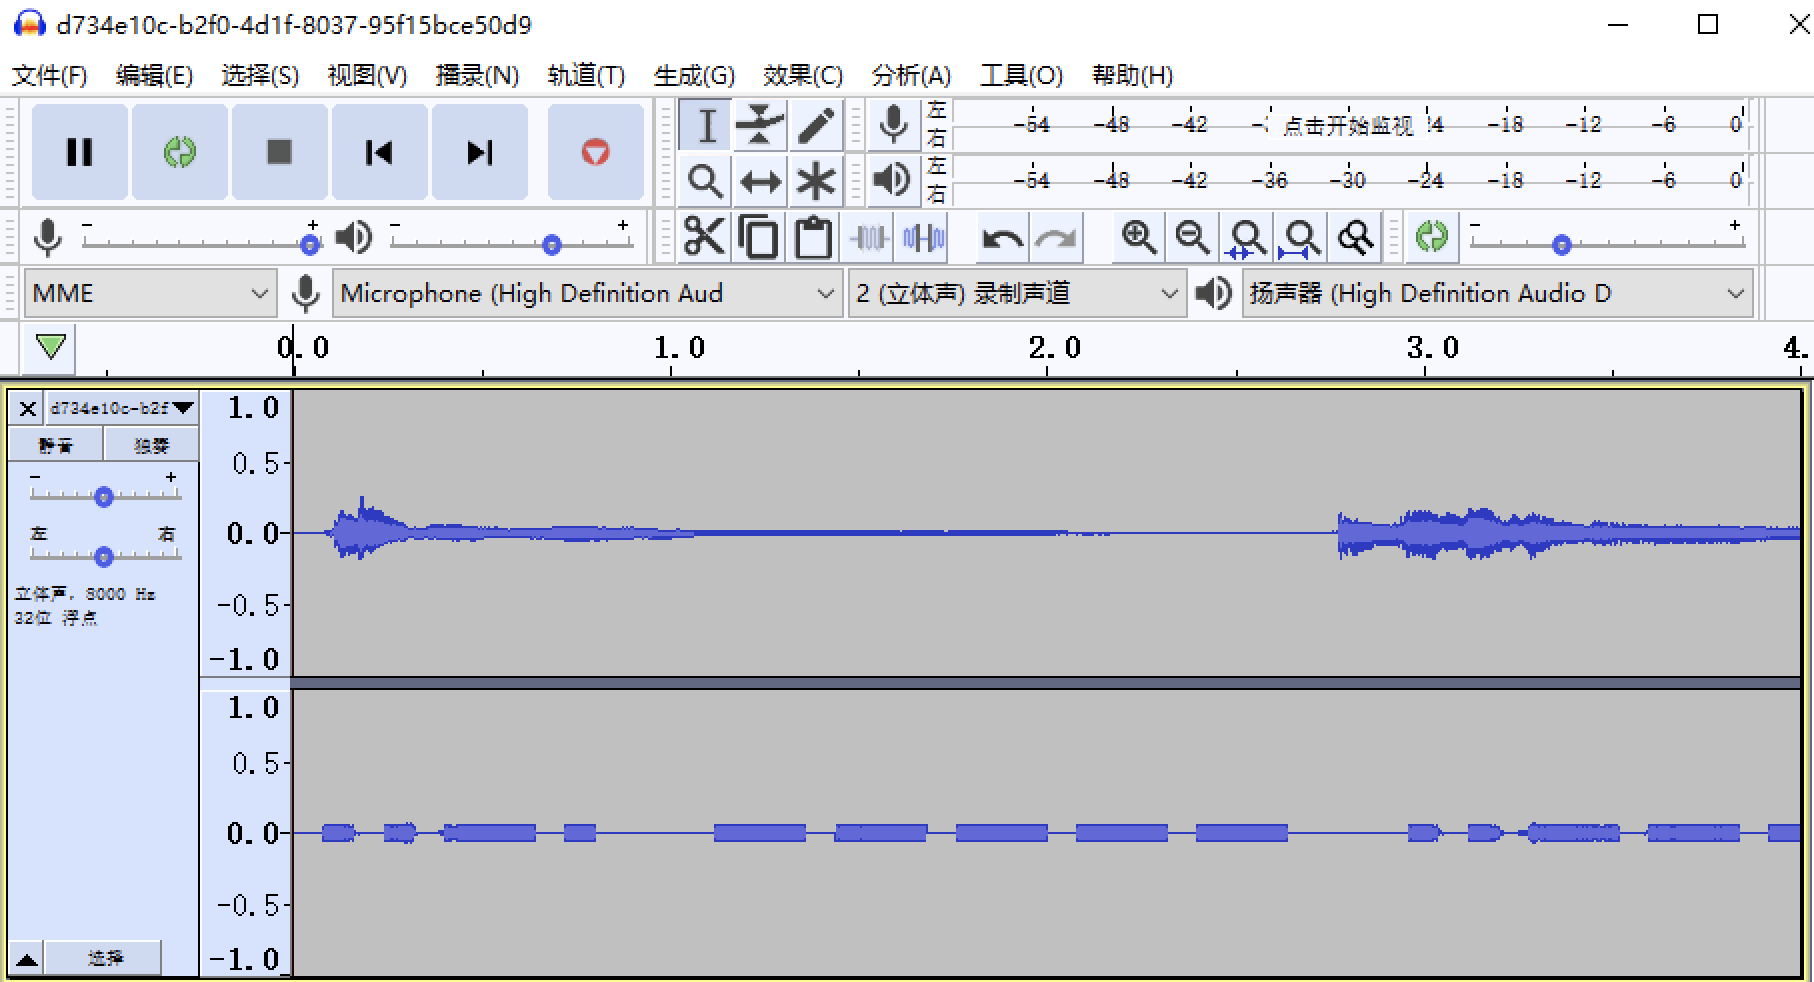 d734e10c-b2f0-4d1f-8037-95f15bce50d9
文件(F) 编辑(E) 选择(S) 视图(V) 播录(N) 轨道(T) 生成(G) 效果(C) 分析(A) 工具(O) 帮助(H)
左
右
-54 -48 -42 点击开始监视 -18 -12 -6 0
左
右
-54 -48 -42 -36 -30 -24 -18 -12 -6 0
- + - + - +
MME Microphone (High Definition Aud 2 (立体声) 录制声道 扬声器 (High Definition Audio D
0.0 1.0 2.0 3.0 4.
d734e10c-b2f
静音 独奏
- +
左 右
立体声, 8000 Hz
32位 浮点
选择
1.0
0.5-
0.0-
-0.5-
-1.0
1.0
0.5-
0.0-
-0.5-
-1.0